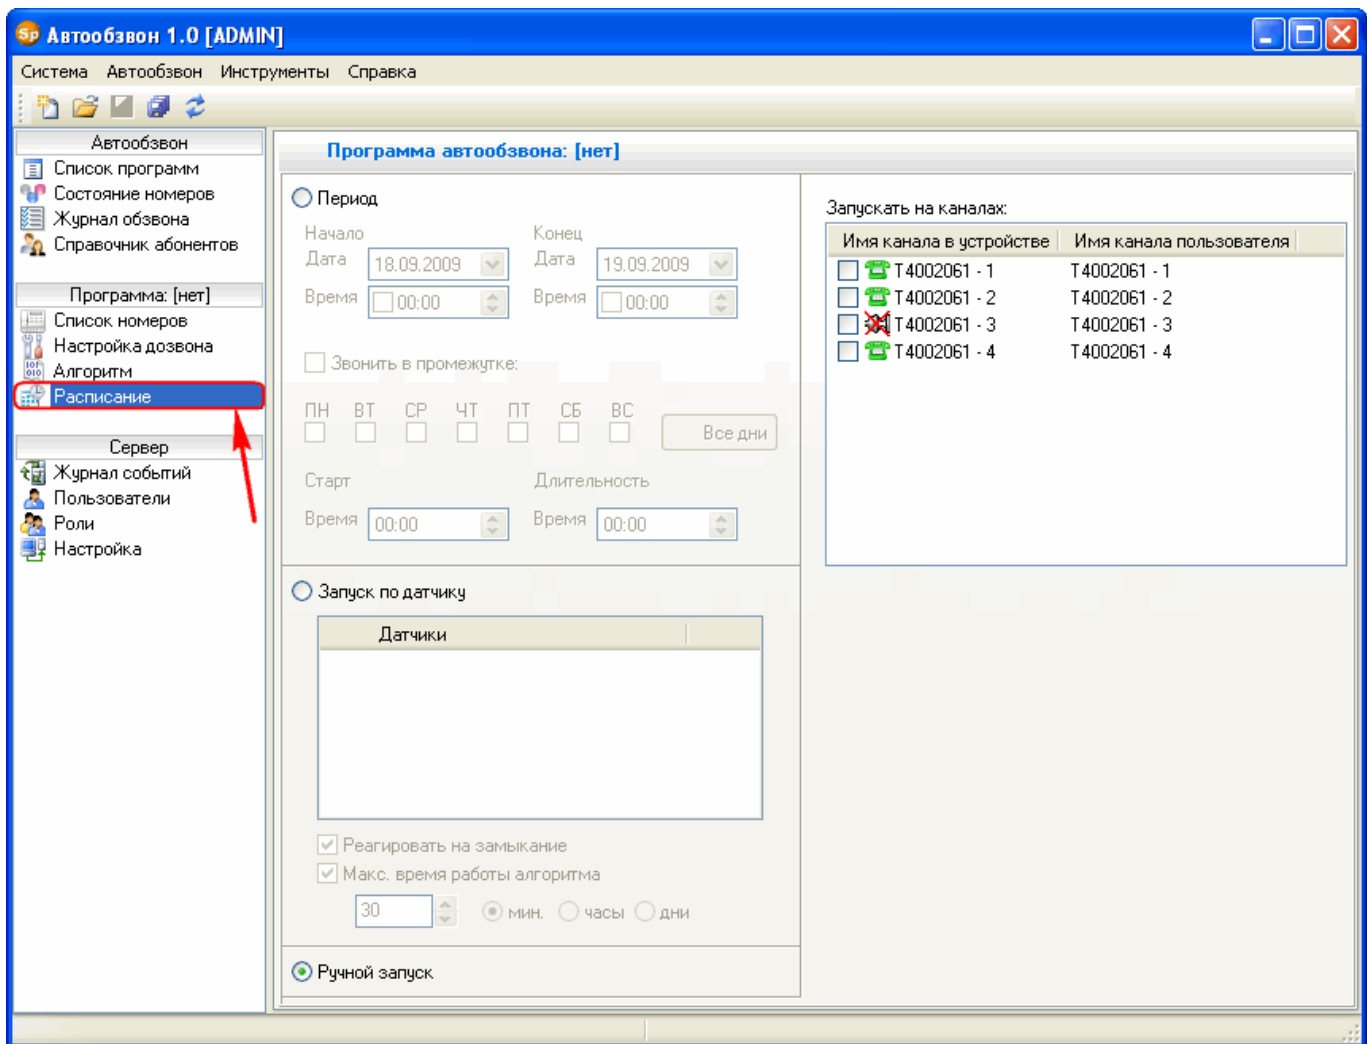 Sp Автообзвон 1.0 [ADMIN]
Система Автообзвон Инструменты Справка
Автообзвон
Список программ
Состояние номеров
Журнал обзвона
Справочник абонентов
Программа: [нет]
Список номеров
Настройка дозвона
Алгоритм
Расписание
Сервер
Журнал событий
Пользователи
Роли
Настройка
Программа автообзвона: [нет]
Период
Начало Конец
Дата 18.09.2009 Дата 19.09.2009
Время 00:00 Время 00:00
Звонить в промежутке:
ПН ВТ СР ЧТ ПТ СБ ВС
Все дни
Старт Длительность
Время 00:00 Время 00:00
Запуск по датчику
Датчики
Реагировать на замыкание
Макс. время работы алгоритма
30 мин. часы дни
Ручной запуск
Запускать на каналах:
Имя канала в устройстве Имя канала пользователя
T4002061 - 1 T4002061 - 1
T4002061 - 2 T4002061 - 2
T4002061 - 3 T4002061 - 3
T4002061 - 4 T4002061 - 4